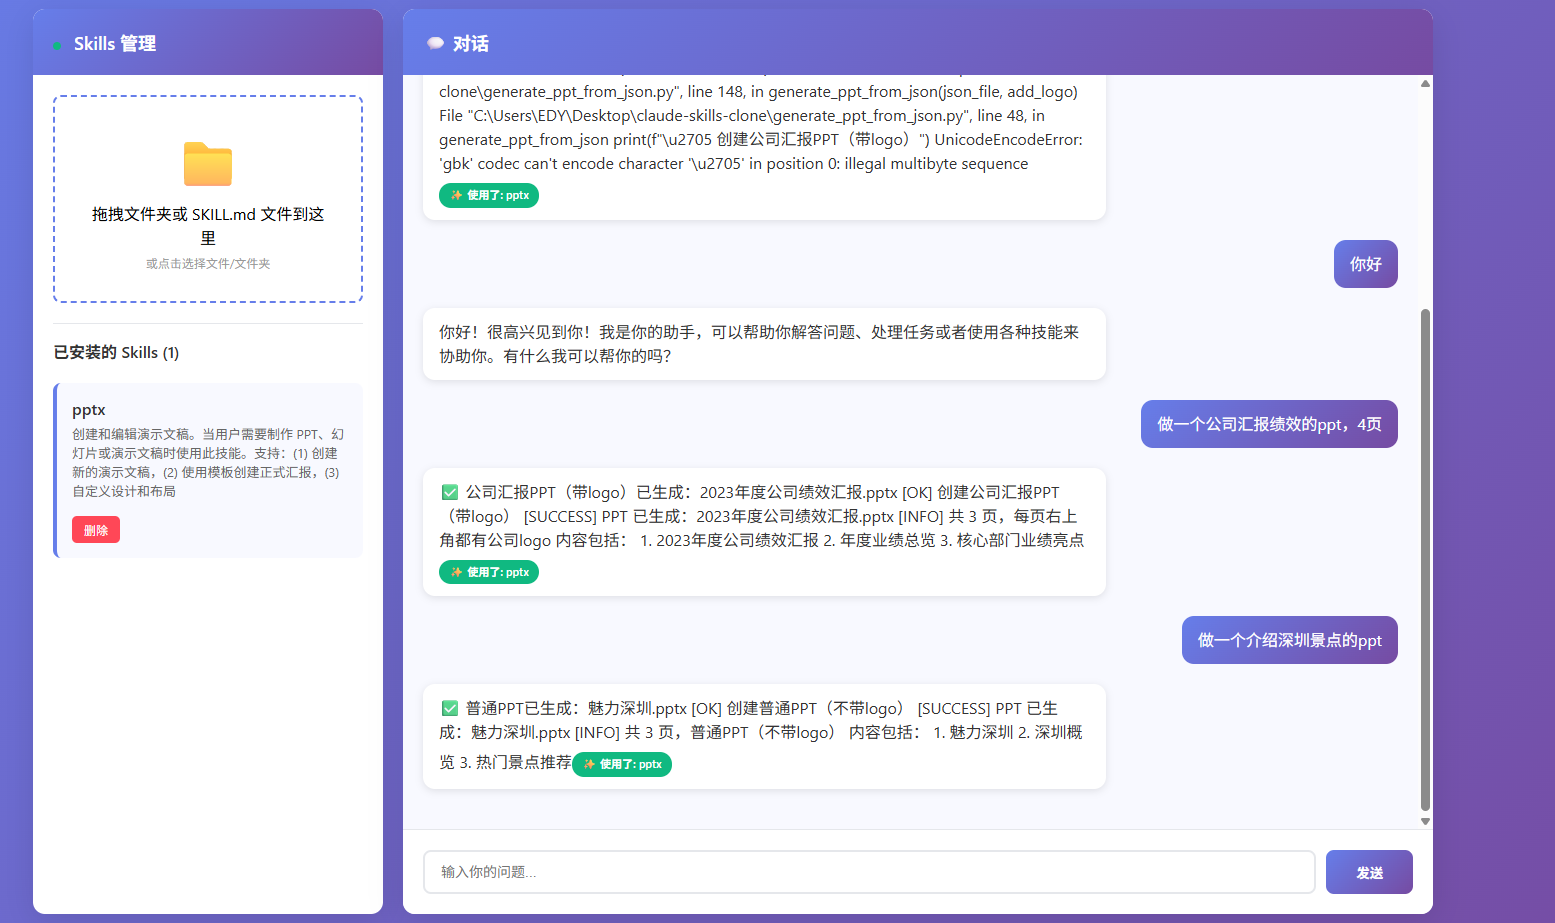 Skills 管理
拖拽文件夹或 SKILL.md 文件到这
里
或点击选择文件/文件夹
已安装的 Skills (1)
pptx
创建和编辑演示文稿。当用户需要制作 PPT、幻
灯片或演示文稿时使用此技能。支持：(1) 创建
新的演示文稿，(2) 使用模板创建正式汇报，(3)
自定义设计和布局
删除
对话
clone\generate_ppt_from_json.py", line 148, in generate_ppt_from_json(json_file, add_logo)
File "C:\Users\EDY\Desktop\claude-skills-clone\generate_ppt_from_json.py", line 48, in
generate_ppt_from_json print(f"\u2705 创建公司汇报PPT（带logo）") UnicodeEncodeError:
'gbk' codec can't encode character '\u2705' in position 0: illegal multibyte sequence
使用了: pptx
你好
你好！很高兴见到你！我是你的助手，可以帮助你解答问题、处理任务或者使用各种技能来
协助你。有什么我可以帮你的吗？
做一个公司汇报绩效的ppt，4页
公司汇报PPT（带logo）已生成：2023年度公司绩效汇报.pptx [OK] 创建公司汇报PPT
（带logo） [SUCCESS] PPT 已生成：2023年度公司绩效汇报.pptx [INFO] 共 3 页，每页右上
角都有公司logo 内容包括： 1. 2023年度公司绩效汇报 2. 年度业绩总览 3. 核心部门业绩亮点
使用了: pptx
做一个介绍深圳景点的ppt
普通PPT已生成：魅力深圳.pptx [OK] 创建普通PPT（不带logo） [SUCCESS] PPT 已生
成：魅力深圳.pptx [INFO] 共 3 页，普通PPT（不带logo） 内容包括： 1. 魅力深圳 2. 深圳概
览 3. 热门景点推荐 使用了: pptx
输入你的问题...
发送